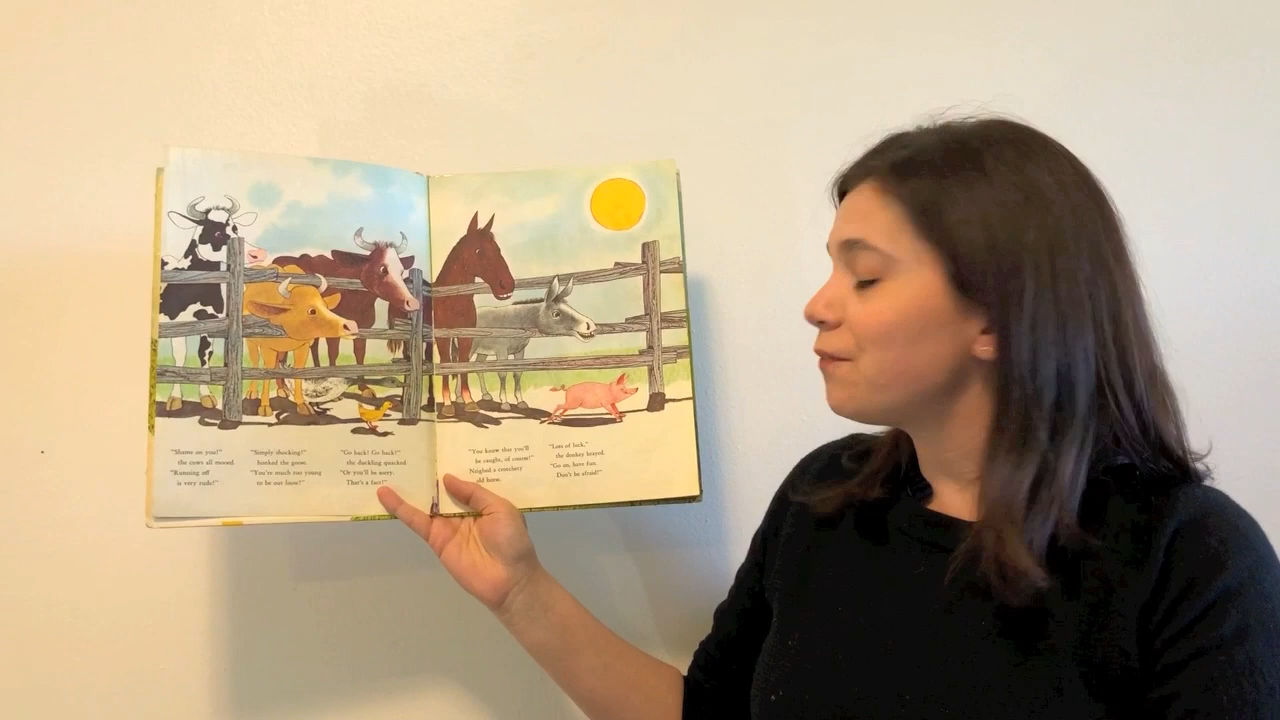 "Shame on you!"
the cows all mooed.
"Running off
is very rude!"
"Simply shocking!"
honked the goose.
"You're much too young
to be out loose!"
"Go back! Go back!"
the duckling quacked.
"Or you'll be sorry.
That's a fact!"
"You know that you'll
be caught, of course!"
Neighed a crotchety
old horse.
"Lots of luck,"
the donkey brayed.
"Go on, have fun.
Don't be afraid!"